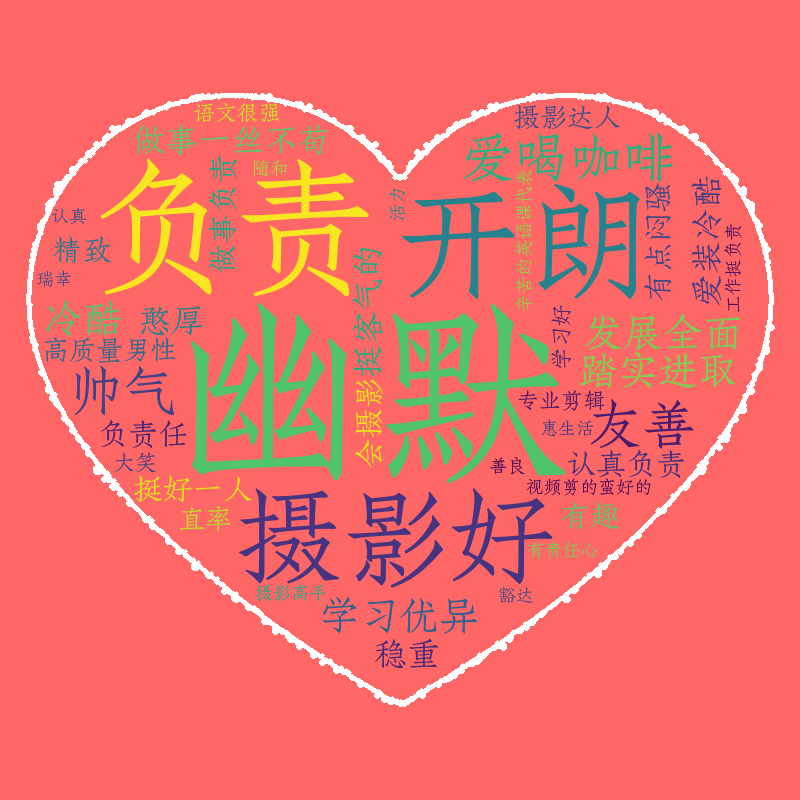 语文很强
摄影达人
做事一丝不苟
爱喝咖啡
随和
负责
做事负责
活力
开朗
辛苦的英语课代表
有点闷骚
爱装冷酷
工作挺负责
认真
精致
瑞幸
挺客气的
冷酷
憨厚
幽默
学习好
发展全面
高质量男性
踏实进取
帅气
会摄影
专业剪辑
友善
负责任
惠生活
大笑
善良
认真负责
挺好一人
视频剪的蛮好的
直率
摄影好
有趣
有责任心
摄影高手
豁达
学习优异
稳重